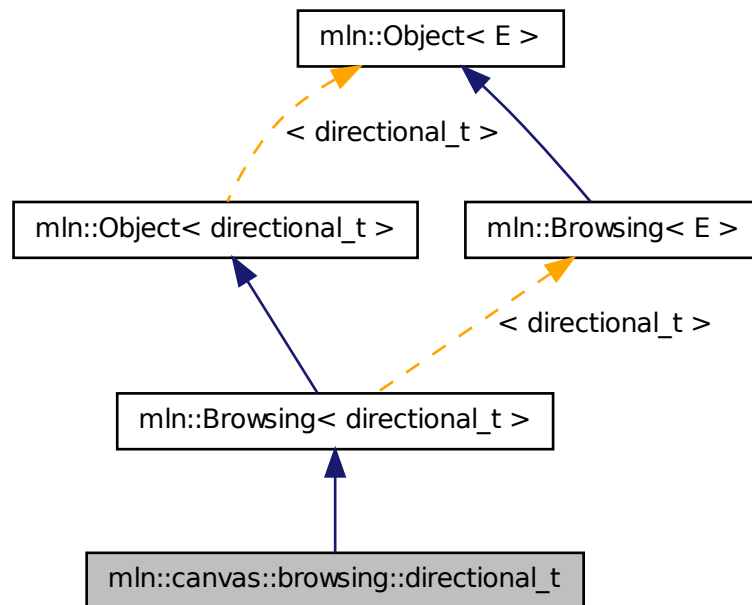 mln::Object< E >
< directional_t >
mln::Object< directional_t >
mln::Browsing< E >
< directional_t >
mln::Browsing< directional_t >
mln::canvas::browsing::directional_t